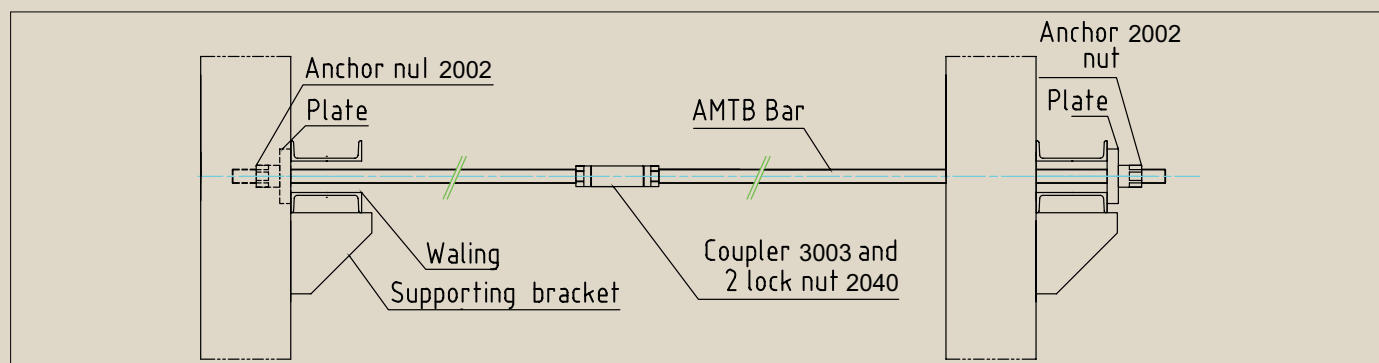 Anchor nul 2002
Plate
AMTB Bar
Anchor 2002
nut
Plate
Waling
Supporting bracket
Coupler 3003 and
2 lock nut 2040